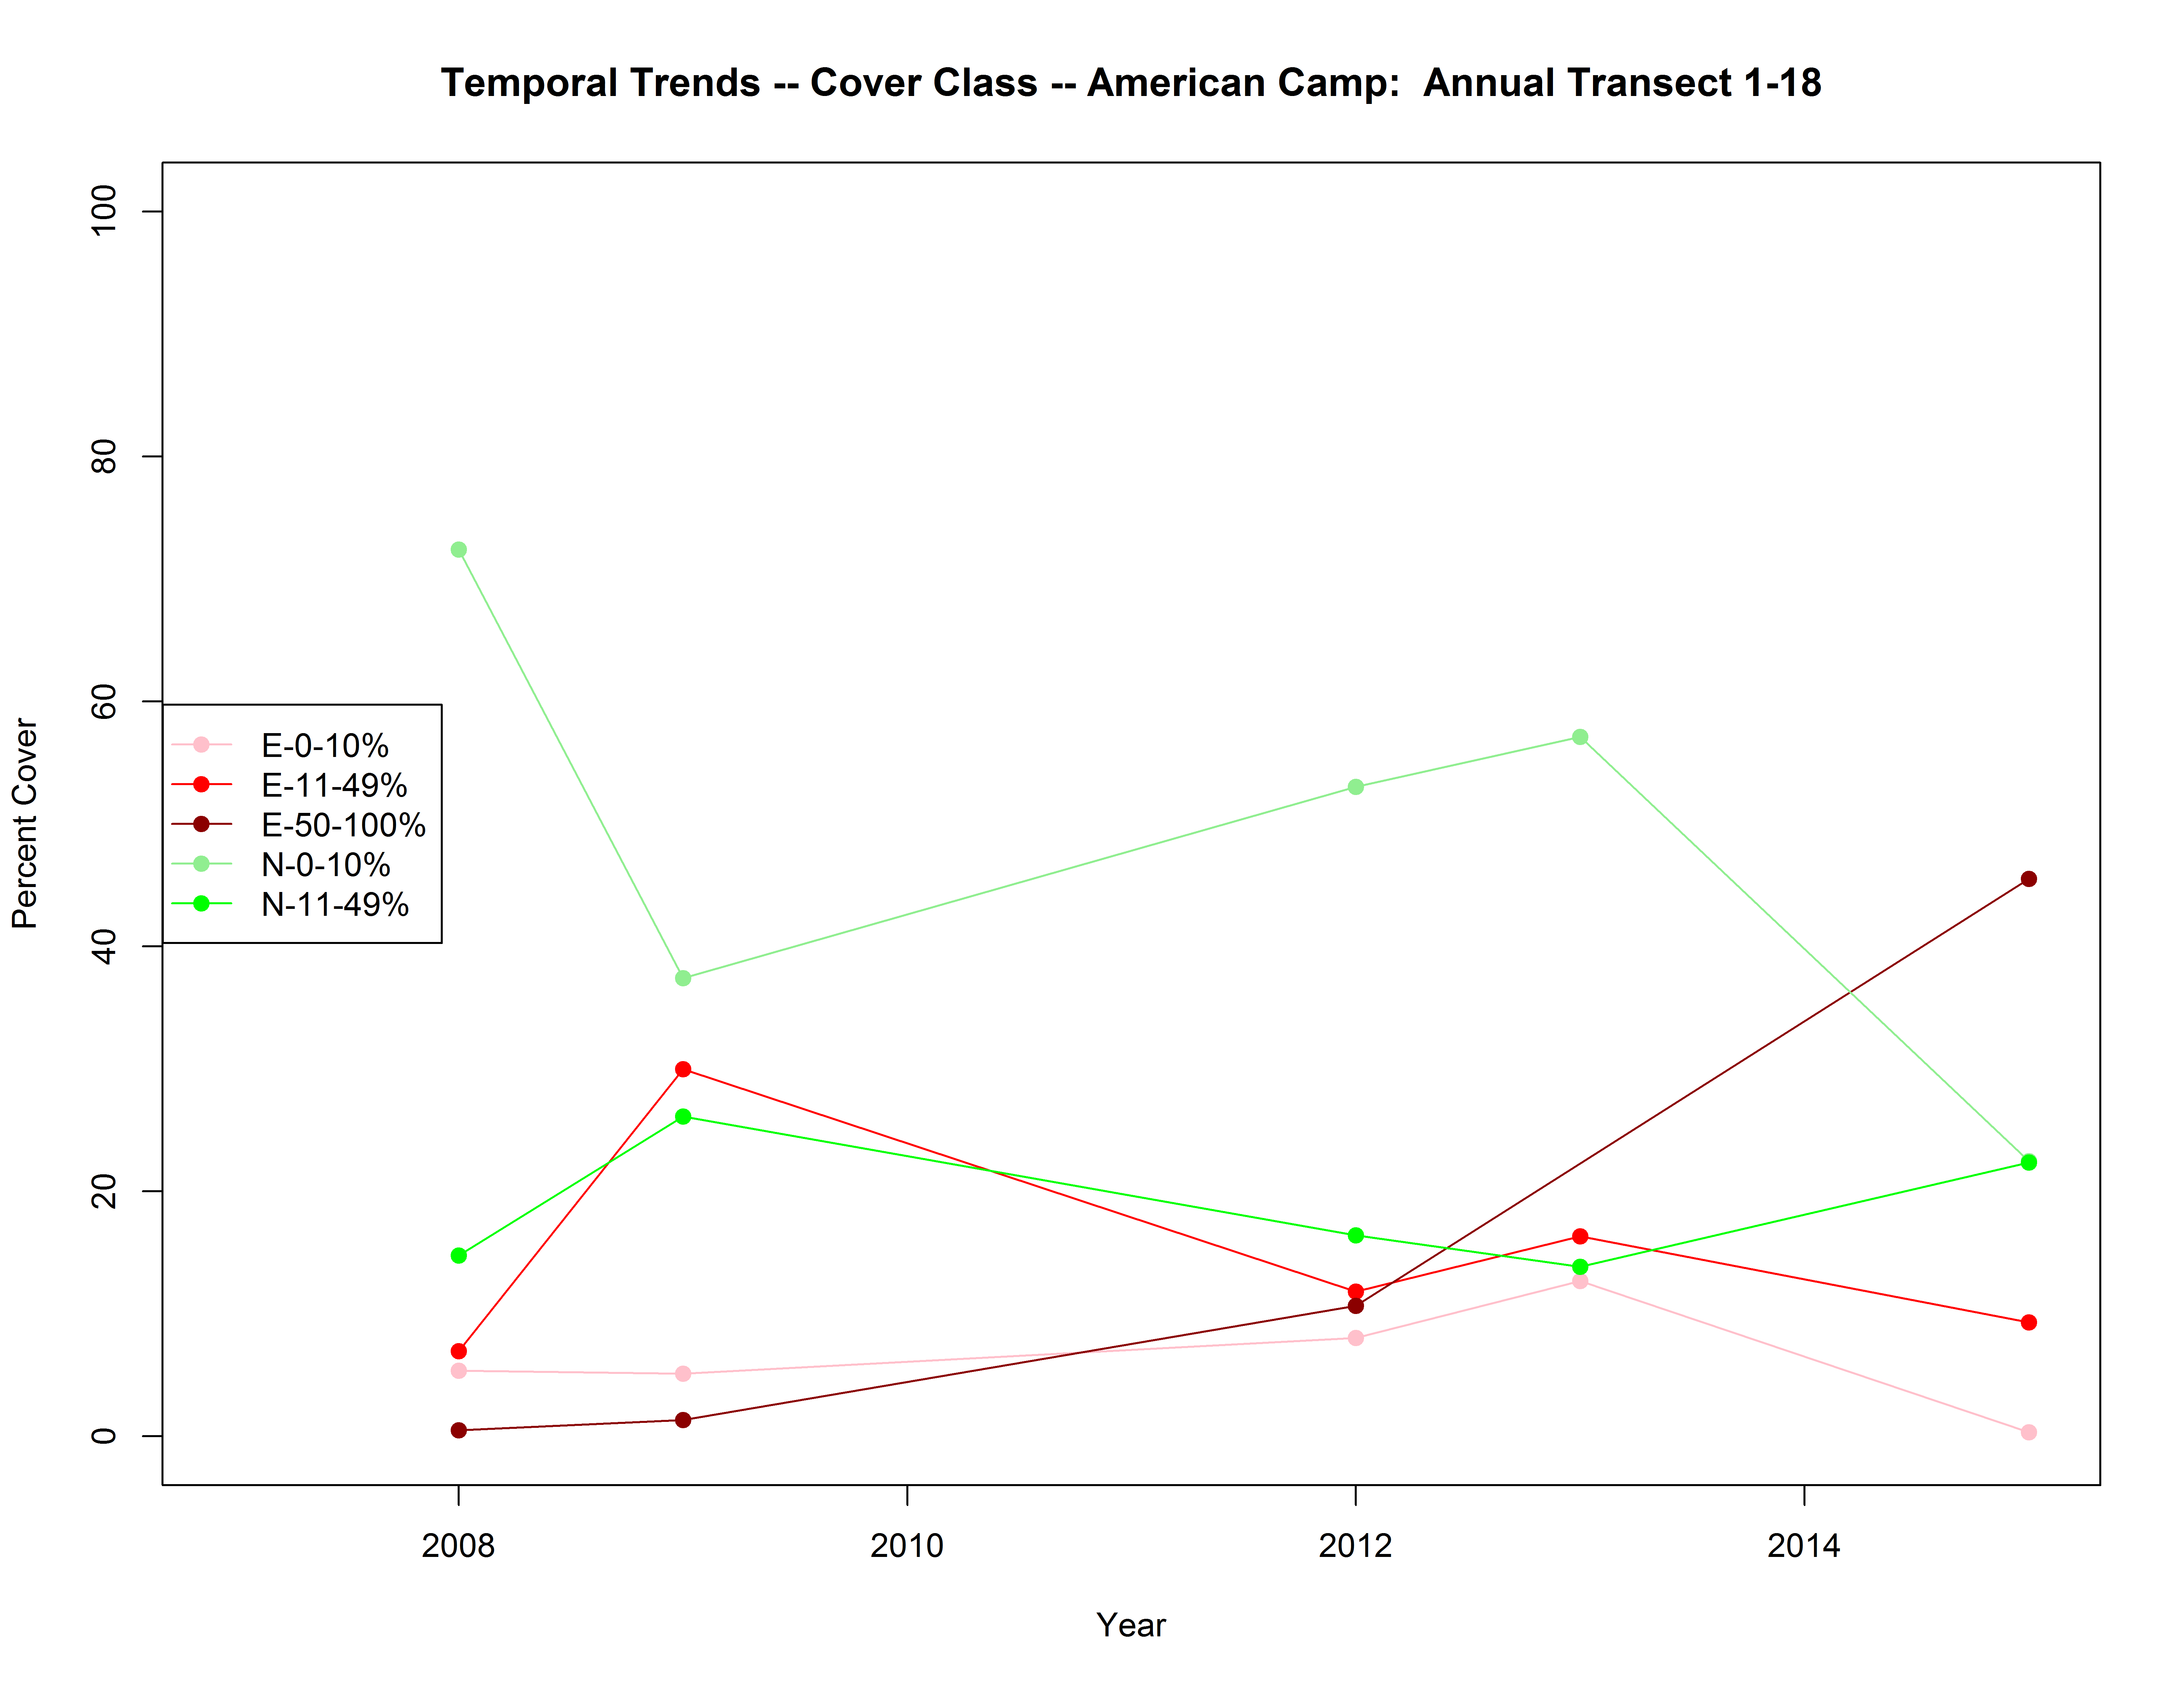 Temporal Trends -- Cover Class -- American Camp:  Annual Transect 1-18
Percent Cover
100
80
60
40
20
0
E-0-10%
E-11-49%
E-50-100%
N-0-10%
N-11-49%
2008
2010
2012
2014
Year